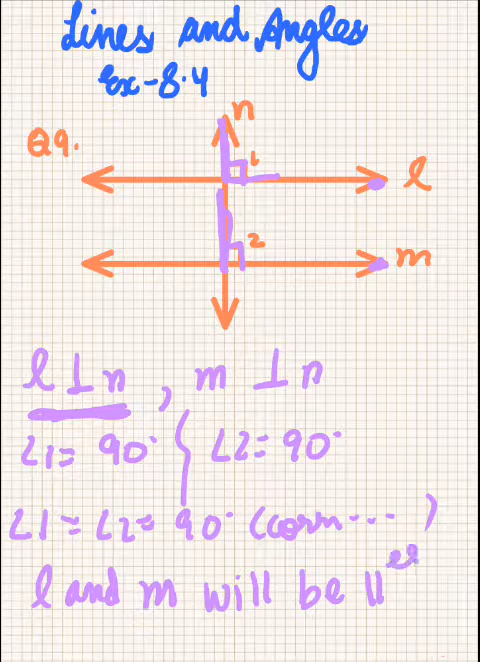 Lines and Angles
Ex-8.4
Q9.
n
1
l
2
m
l ⊥ n, m ⊥ n
∠1= 90° { ∠2= 90°
∠1 = ∠2= 90° (corr.... )
l and m will be ||